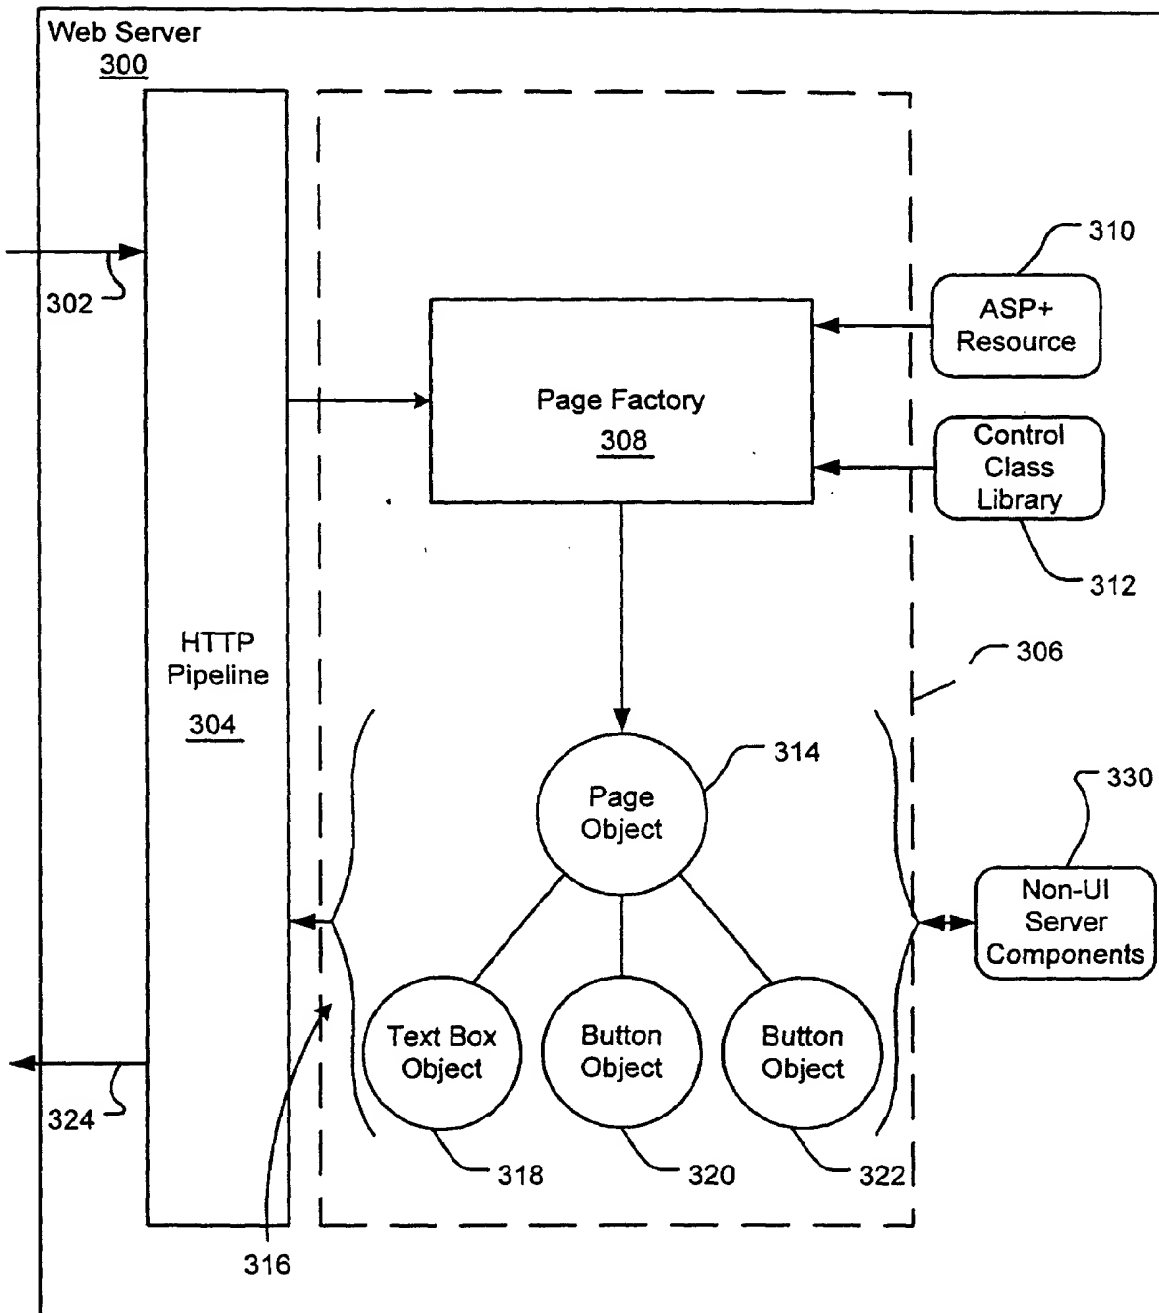 Web Server
300
302
310
ASP+
Resource
Page Factory
308
Control
Class
Library
312
HTTP
Pipeline
304
306
314
Page
Object
330
Non-UI
Server
Components
Text Box
Object
Button
Object
Button
Object
324
318
320
322
316